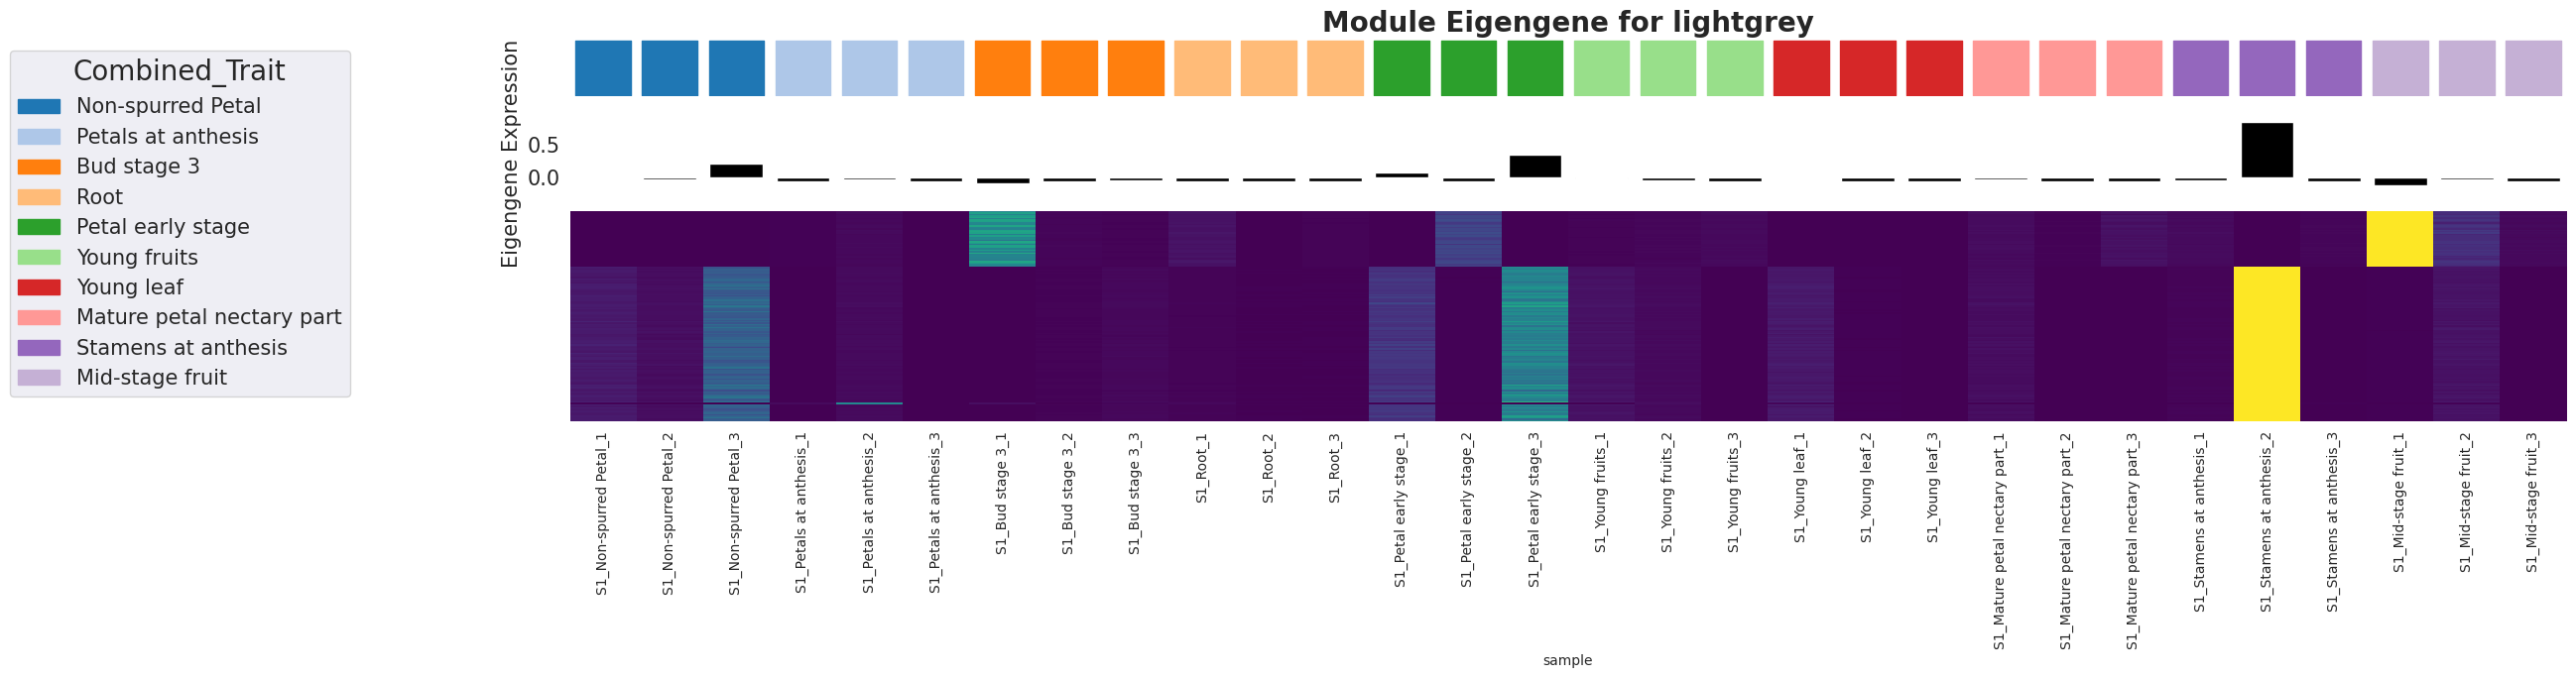 Module Eigengene for lightgrey
Combined_Trait
Non-spurred Petal
Petals at anthesis
Bud stage 3
Root
Petal early stage
Young fruits
Young leaf
Mature petal nectary part
Stamens at anthesis
Mid-stage fruit
Eigengene Expression
0.5
0.0
S1_Non-spurred Petal_1
S1_Non-spurred Petal_2
S1_Non-spurred Petal_3
S1_Petals at anthesis_1
S1_Petals at anthesis_2
S1_Petals at anthesis_3
S1_Bud stage 3_1
S1_Bud stage 3_2
S1_Bud stage 3_3
S1_Root_1
S1_Root_2
S1_Root_3
S1_Petal early stage_1
S1_Petal early stage_2
S1_Petal early stage_3
S1_Young fruits_1
S1_Young fruits_2
S1_Young fruits_3
S1_Young leaf_1
S1_Young leaf_2
S1_Young leaf_3
S1_Mature petal nectary part_1
S1_Mature petal nectary part_2
S1_Mature petal nectary part_3
S1_Stamens at anthesis_1
S1_Stamens at anthesis_2
S1_Stamens at anthesis_3
S1_Mid-stage fruit_1
S1_Mid-stage fruit_2
S1_Mid-stage fruit_3
sample